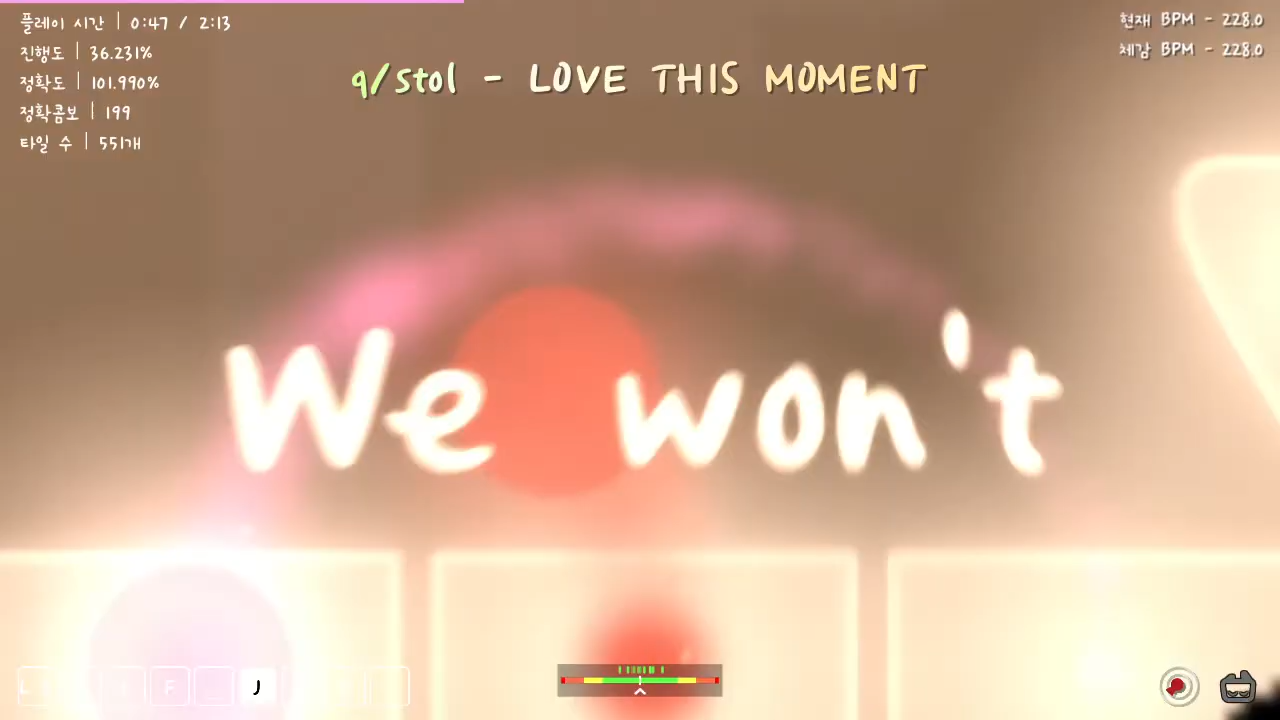 플레이 시간 | 0:47 / 2:13
진행도 | 36.231%
정확도 | 101.990%
정확콤보 | 199
타일 수 | 551개
현재 BPM - 228.0
체감 BPM - 228.0
q/stol - LOVE THIS MOMENT
We won't
F
J